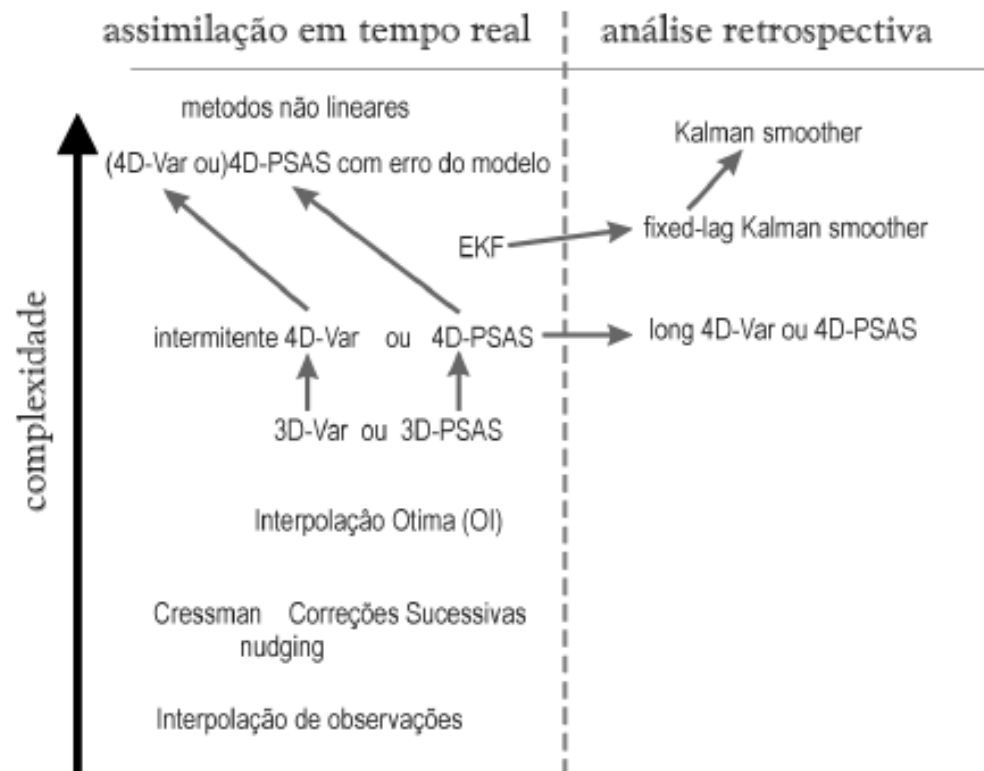 assimilação em tempo real
análise retrospectiva
metodos não lineares
Kalman smoother
(4D-Var ou)4D-PSAS com erro do modelo
fixed-lag Kalman smoother
EKF
intermitente 4D-Var ou 4D-PSAS
long 4D-Var ou 4D-PSAS
3D-Var ou 3D-PSAS
complexidade
Interpolaçâo Otima (OI)
Cressman Correções Sucessivas
nudging
Interpolação de observações